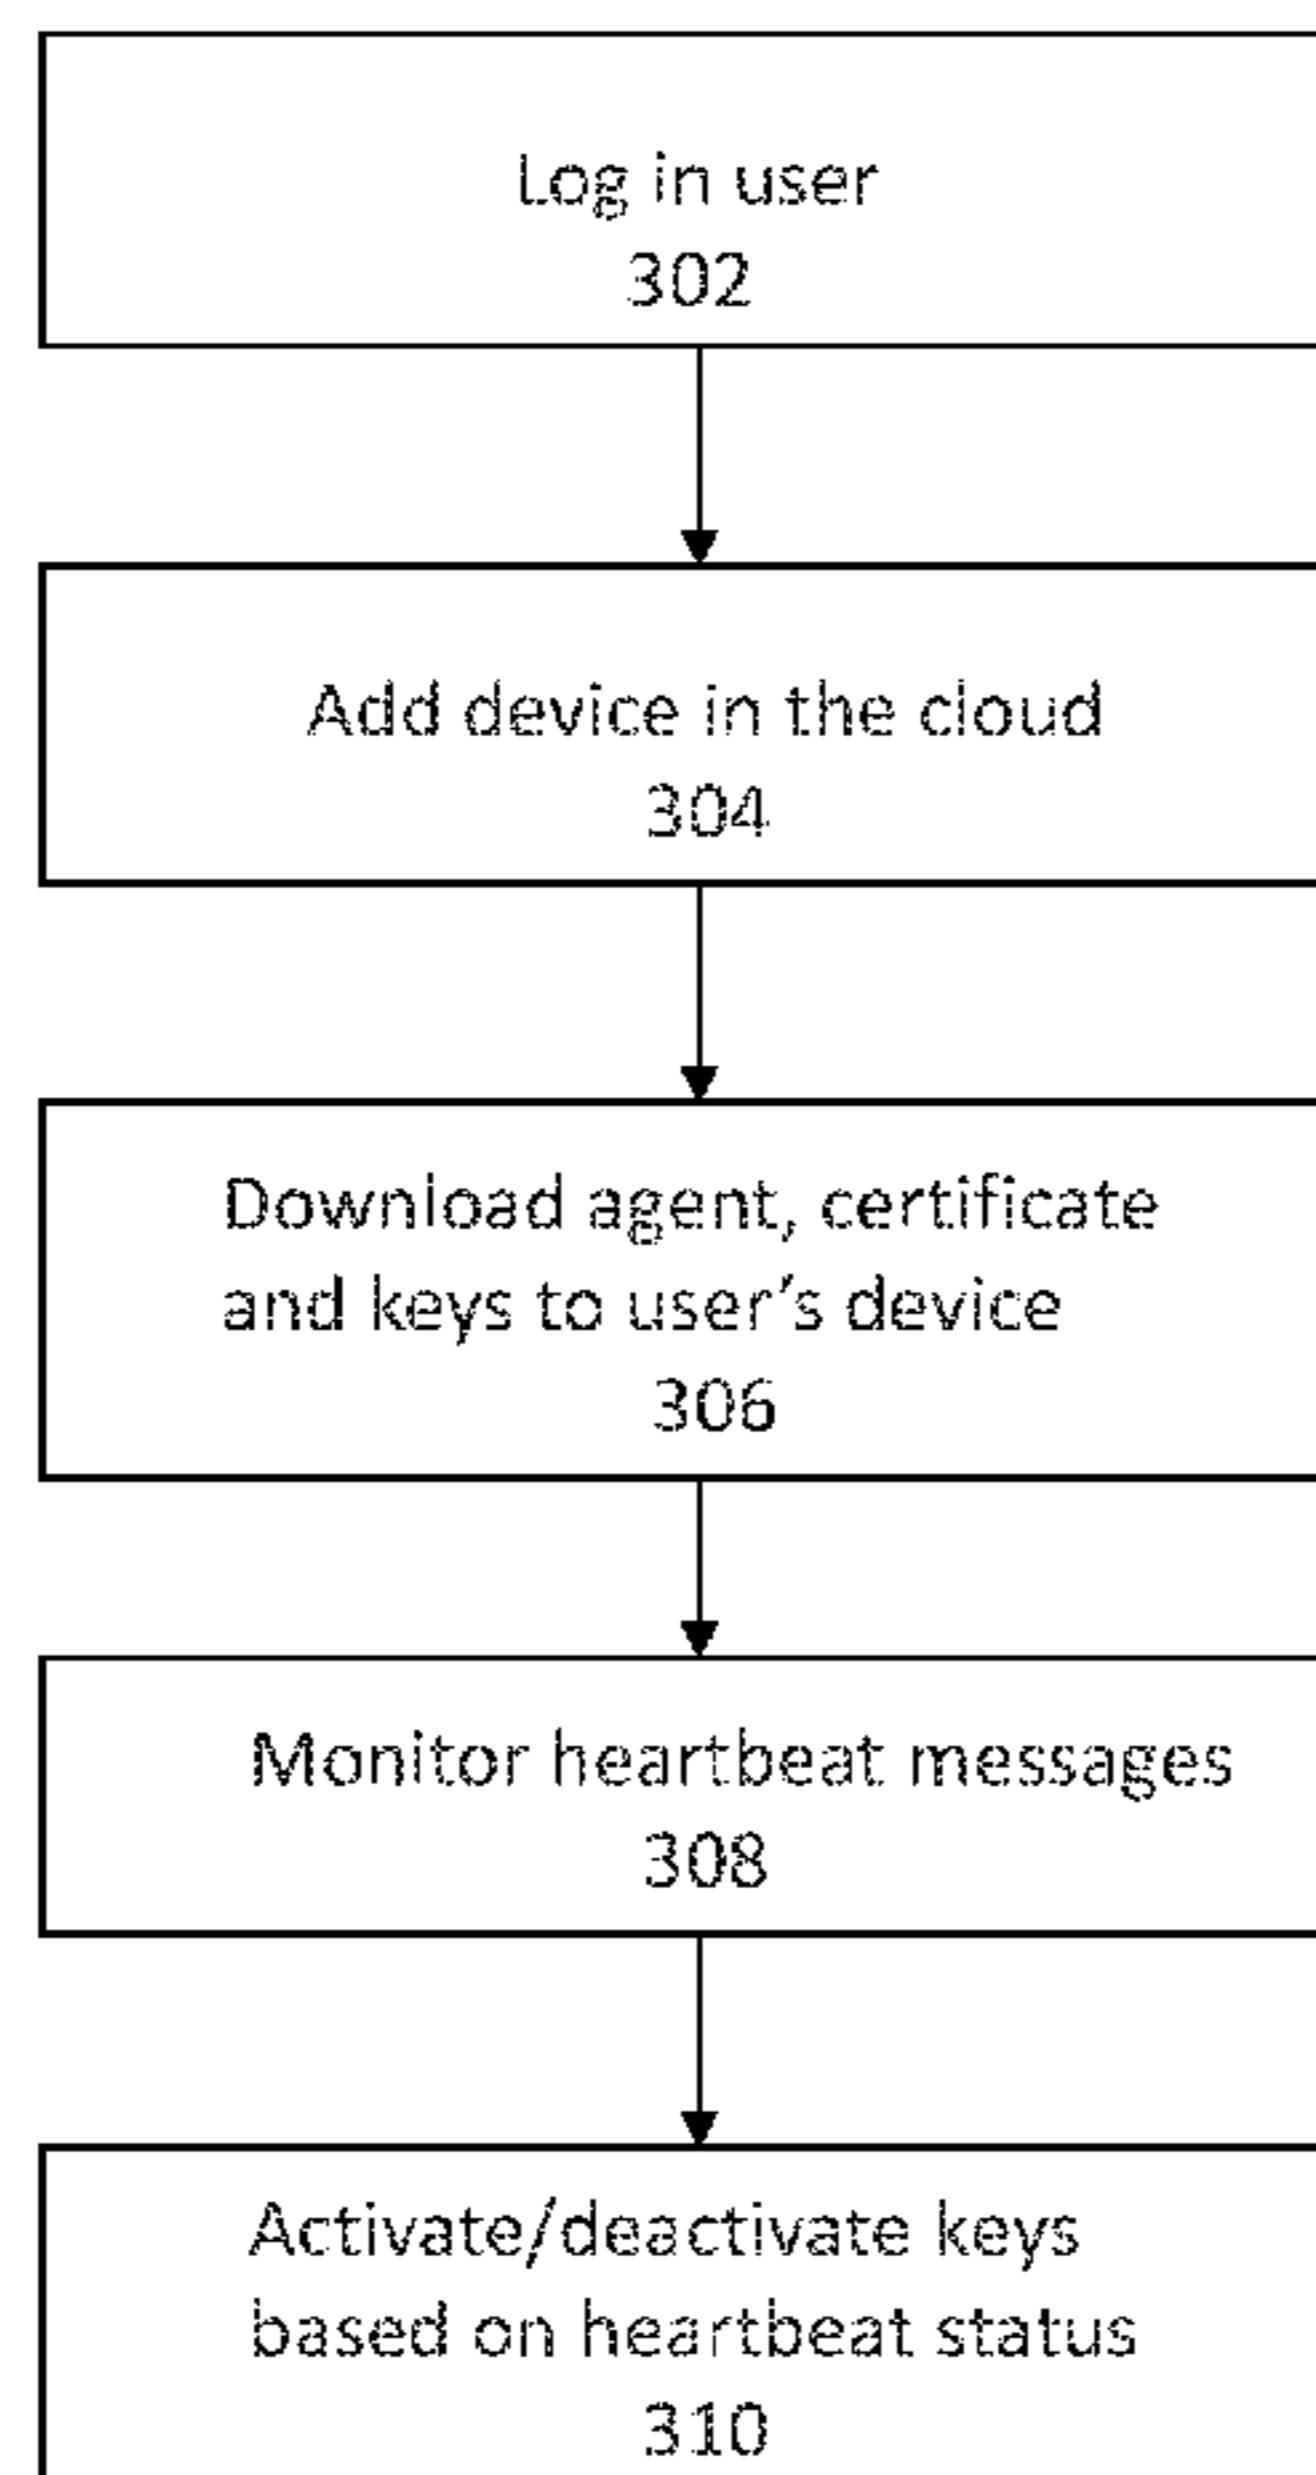 Log in user
302
Add device in the cloud
304
Download agent, certificate
and keys to user's device
306
Monitor heartbeat messages
308
Activate/deactivate keys
based on heartbeat status
310